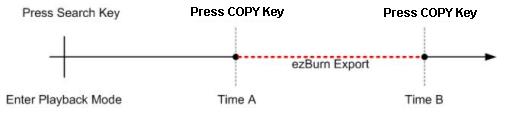 Press Search Key
Press COPY Key
Press COPY Key
ezBurn Export
Enter Playback Mode
Time A
Time B